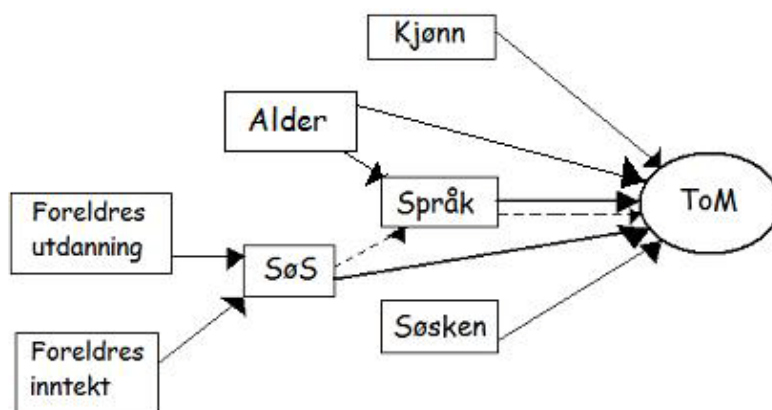 Kjønn
Alder
Språk
ToM
Foreldres
utdanning
SøS
Søsken
Foreldres
inntekt